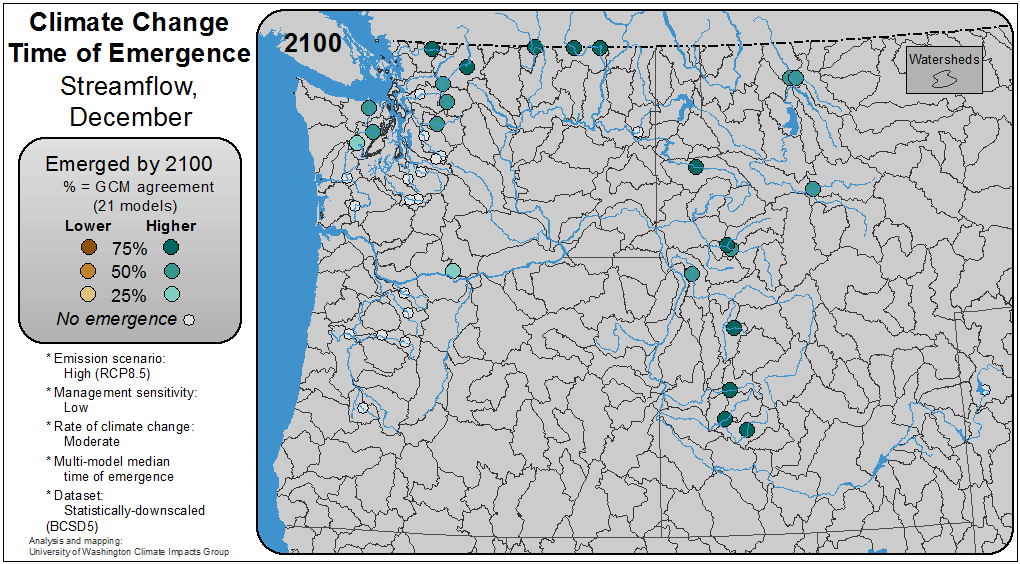 Climate Change
Time of Emergence
Streamflow,
December
Emerged by 2100
% = GCM agreement
(21 models)
Lower Higher
75%
50%
25%
No emergence
* Emission scenario:
High (RCP8.5)
* Management sensitivity:
Low
* Rate of climate change:
Moderate
* Multi-model median
time of emergence
* Dataset:
Statistically-downscaled
(BCSD5)
Analysis and mapping:
University of Washington Climate Impacts Group
2100
Watersheds